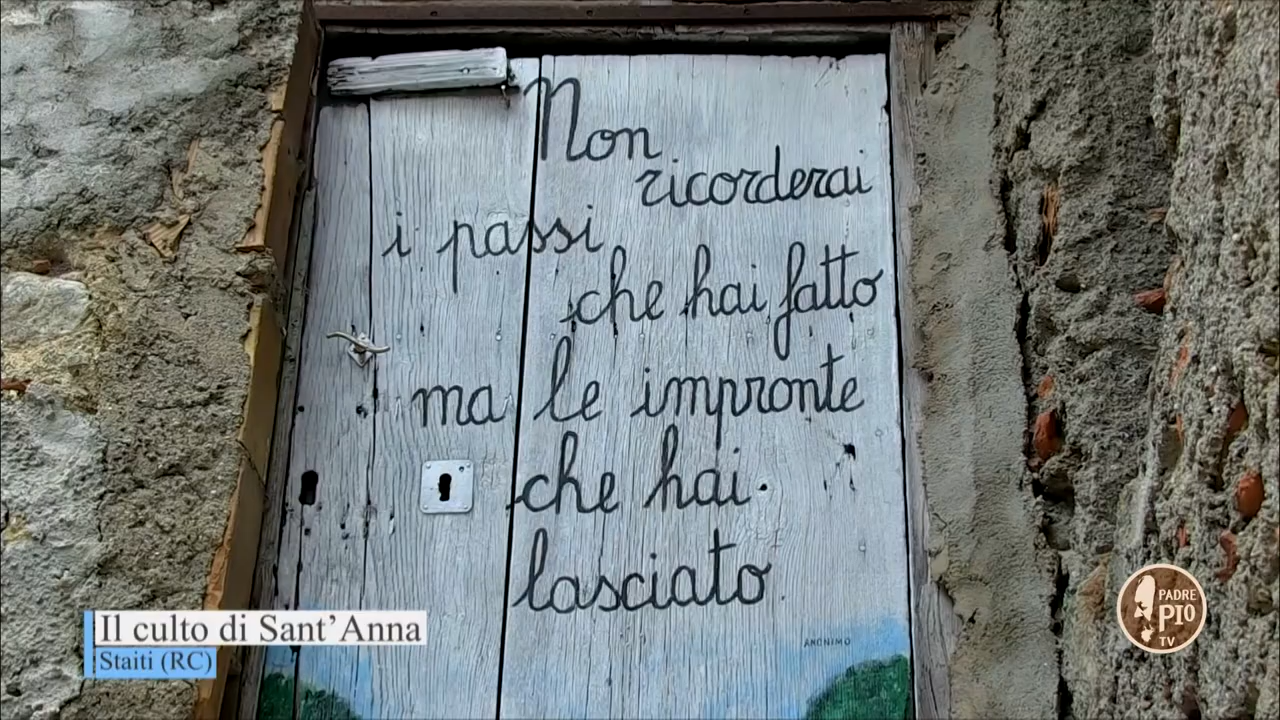 Non
ricorderai
i passi
che hai fatto
ma le impronte
che hai
lasciato
ANONIMO
Il culto di Sant'Anna
Staiti (RC)
PADRE
PIO
TV